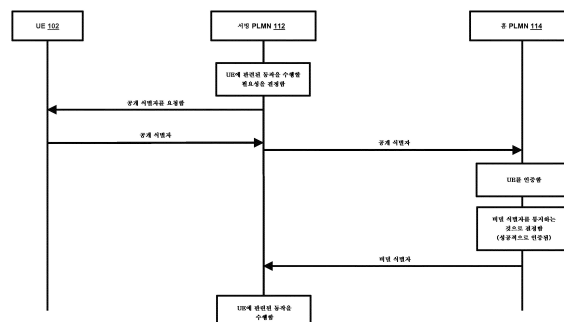 UE 102
서빙 PLMN 112
홈 PLMN 114
UE에 관련된 동작을 수행할
필요성을 결정함
공개 식별자를 요청함
공개 식별자
공개 식별자
UE를 인증함
비밀 식별자를 통지하는
것으로 결정함
(성공적으로 인증됨)
비밀 식별자
UE에 관련된 동작을
수행함